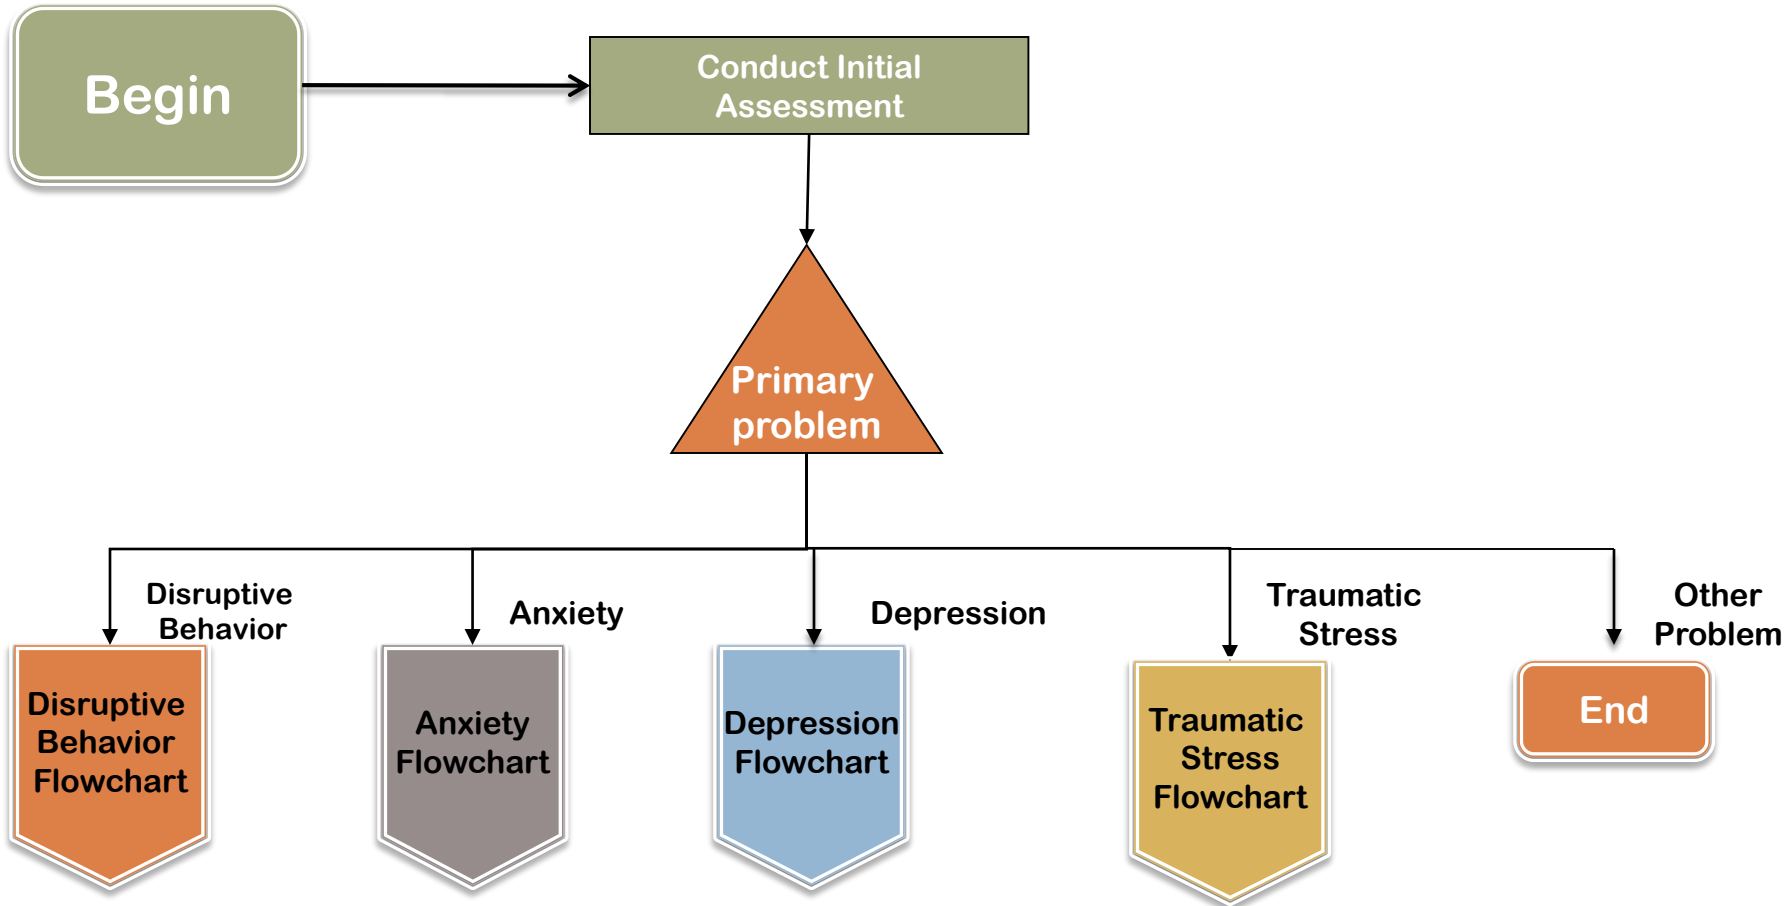 Begin
Conduct Initial
Assessment
Primary
problem
Disruptive
Behavior
Anxiety
Depression
Traumatic
Stress
Other
Problem
Disruptive
Behavior
Flowchart
Anxiety
Flowchart
Depression
Flowchart
Traumatic
Stress
Flowchart
End